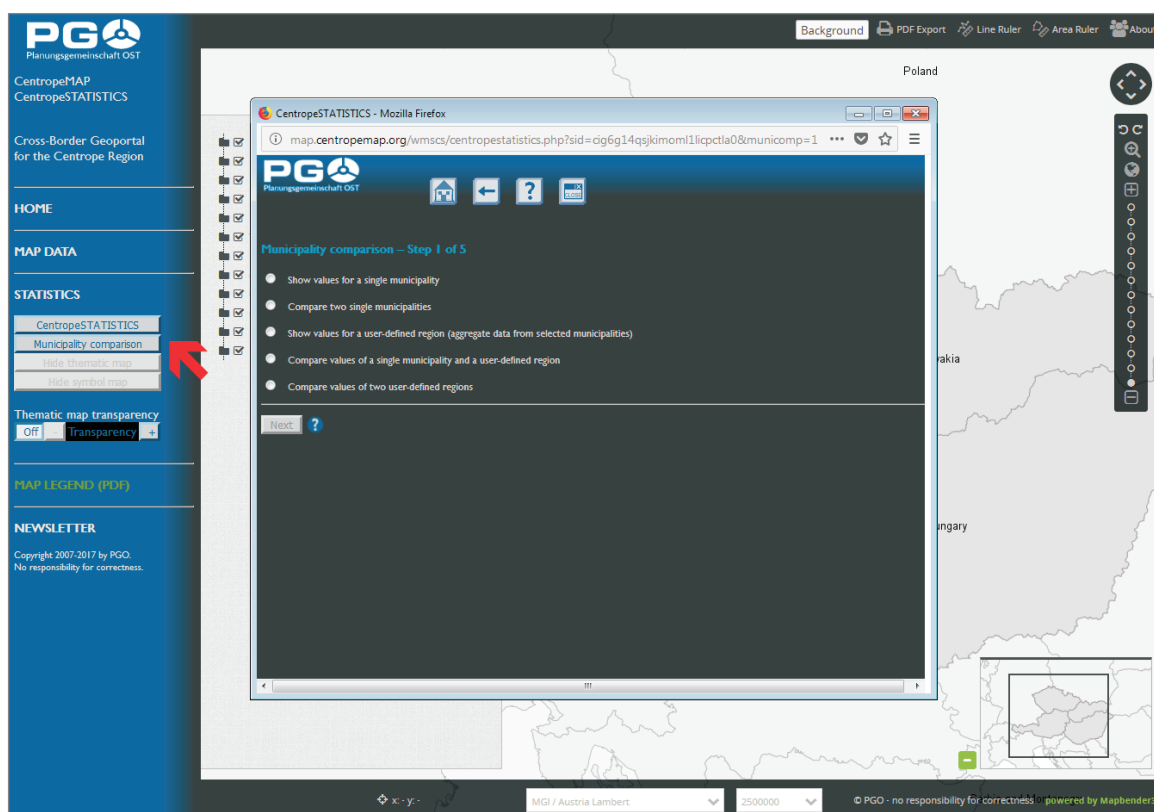 PGO
Planungsgemeinschaft OST
CentropeMAP
CentropeSTATISTICS
Cross-Border Geoportal
for the Centrope Region
HOME
MAP DATA
STATISTICS
CentropeSTATISTICS
Municipality comparison
Hide thematic map
Hide symbol map
Thematic map transparency
Off - Transparency +
MAP LEGEND (PDF)
NEWSLETTER
Copyright 2007-2017 by PGO.
No responsibility for correctness.
Background PDF Export Line Ruler Area Ruler About
Poland
CentropeSTATISTICS - Mozilla Firefox
map.centropemap.org/wmscs/centropestatistics.php?sid=cig6g14qsjkimoml1licpctla0&municomp=1
PGO
Planungsgemeinschaft OST
Municipality comparison – Step 1 of 5
Show values for a single municipality
Compare two single municipalities
Show values for a user-defined region (aggregate data from selected municipalities)
Compare values of a single municipality and a user-defined region
Compare values of two user-defined regions
Next ?
vakia
ungary
x: - y: -
MGI / Austria Lambert
2500000
© PGO - no responsibility for correctness powered by Mapbender3